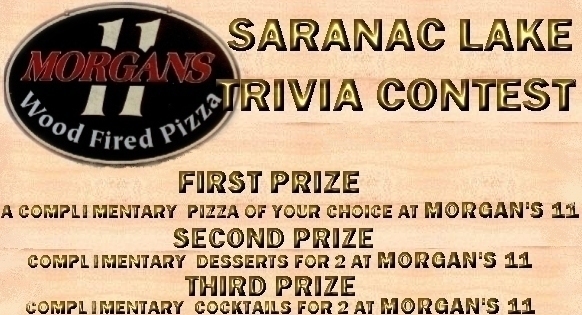 11
MORGANS
Wood Fired Pizza
SARANAC LAKE
TRIVIA CONTEST
FIRST PRIZE
A COMPLIMENTARY PIZZA OF YOUR CHOICE AT MORGAN'S 11
SECOND PRIZE
COMPLIMENTARY DESSERTS FOR 2 AT MORGAN'S 11
THIRD PRIZE
COMPLIMENTARY COCKTAILS FOR 2 AT MORGAN'S 11